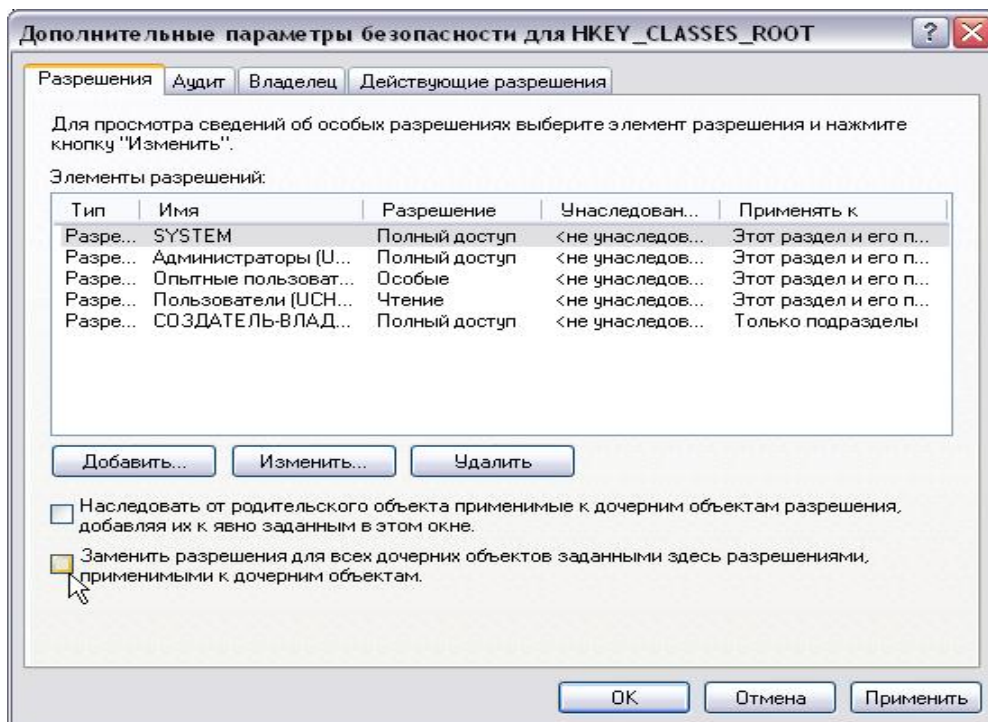 Дополнительные параметры безопасности для HKEY_CLASSES_ROOT
Разрешения Аудит Владелец Действующие разрешения
Для просмотра сведений об особых разрешениях выберите элемент разрешения и нажмите
кнопку "Изменить".
Элементы разрешений:
Тип Имя Разрешение Унаследован... Применять к
Разре... SYSTEM Полный доступ <не унаследов... Этот раздел и его п...
Разре... Администраторы (U... Полный доступ <не унаследов... Этот раздел и его п...
Разре... Опытные пользоват... Особые <не унаследов... Этот раздел и его п...
Разре... Пользователи (UCH... Чтение <не унаследов... Этот раздел и его п...
Разре... СОЗДАТЕЛЬ-ВЛАД... Полный доступ <не унаследов... Только подразделы
Добавить... Изменить... Удалить
Наследовать от родительского объекта применимые к дочерним объектам разрешения,
добавляя их к явно заданным в этом окне.
Заменить разрешения для всех дочерних объектов заданными здесь разрешениями,
применимыми к дочерним объектам.
OK Отмена Применить